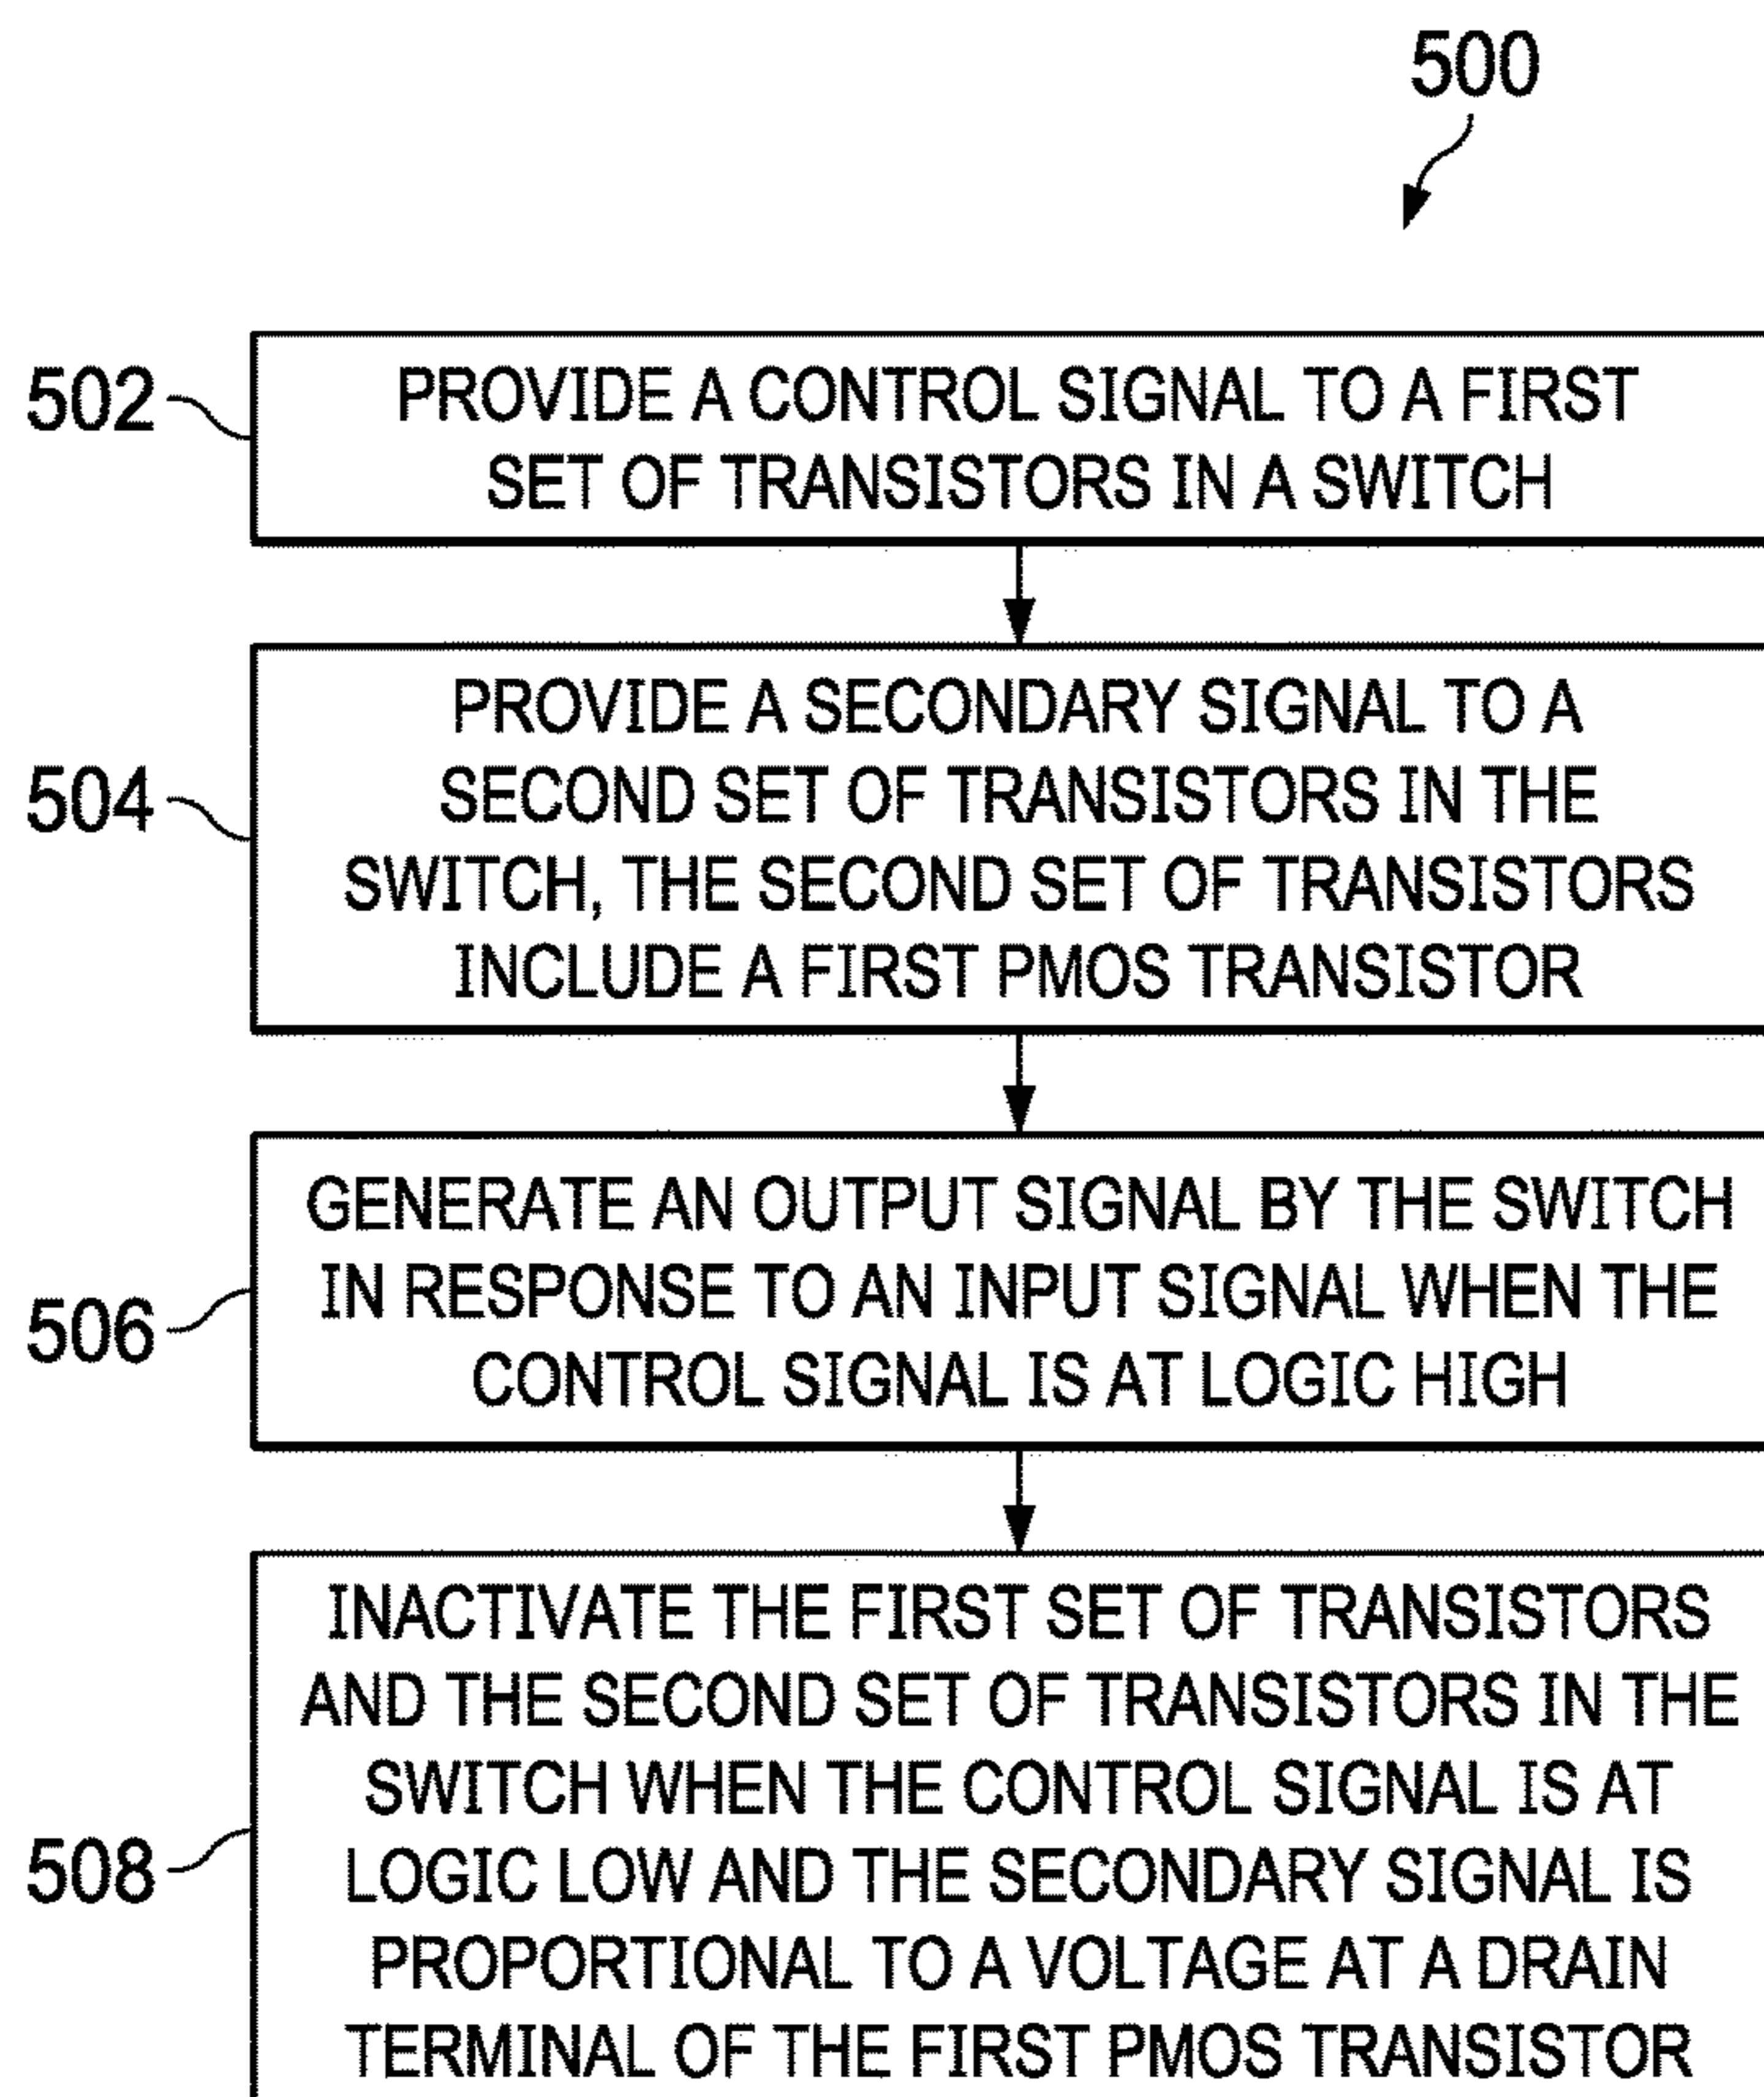 500
502
PROVIDE A CONTROL SIGNAL TO A FIRST
SET OF TRANSISTORS IN A SWITCH
504
PROVIDE A SECONDARY SIGNAL TO A
SECOND SET OF TRANSISTORS IN THE
SWITCH, THE SECOND SET OF TRANSISTORS
INCLUDE A FIRST PMOS TRANSISTOR
506
GENERATE AN OUTPUT SIGNAL BY THE SWITCH
IN RESPONSE TO AN INPUT SIGNAL WHEN THE
CONTROL SIGNAL IS AT LOGIC HIGH
508
INACTIVATE THE FIRST SET OF TRANSISTORS
AND THE SECOND SET OF TRANSISTORS IN THE
SWITCH WHEN THE CONTROL SIGNAL IS AT
LOGIC LOW AND THE SECONDARY SIGNAL IS
PROPORTIONAL TO A VOLTAGE AT A DRAIN
TERMINAL OF THE FIRST PMOS TRANSISTOR